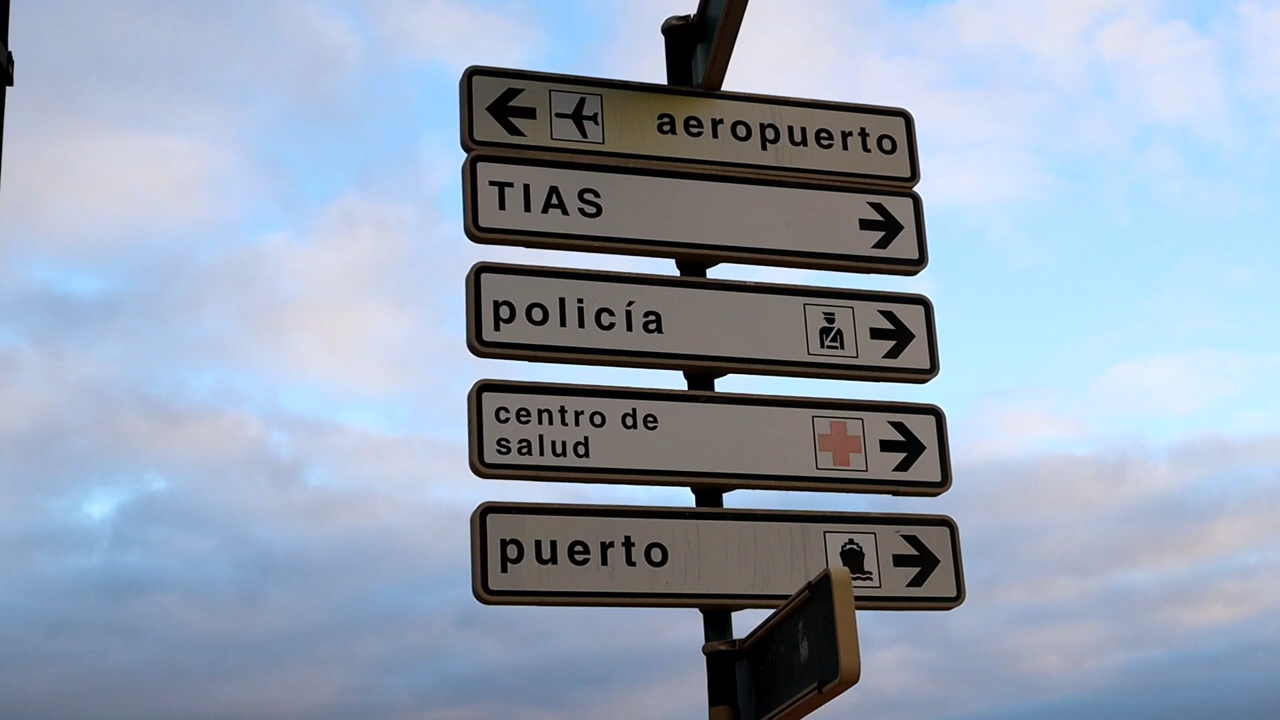 aeropuerto
TIAS
policía
centro de
salud
puerto